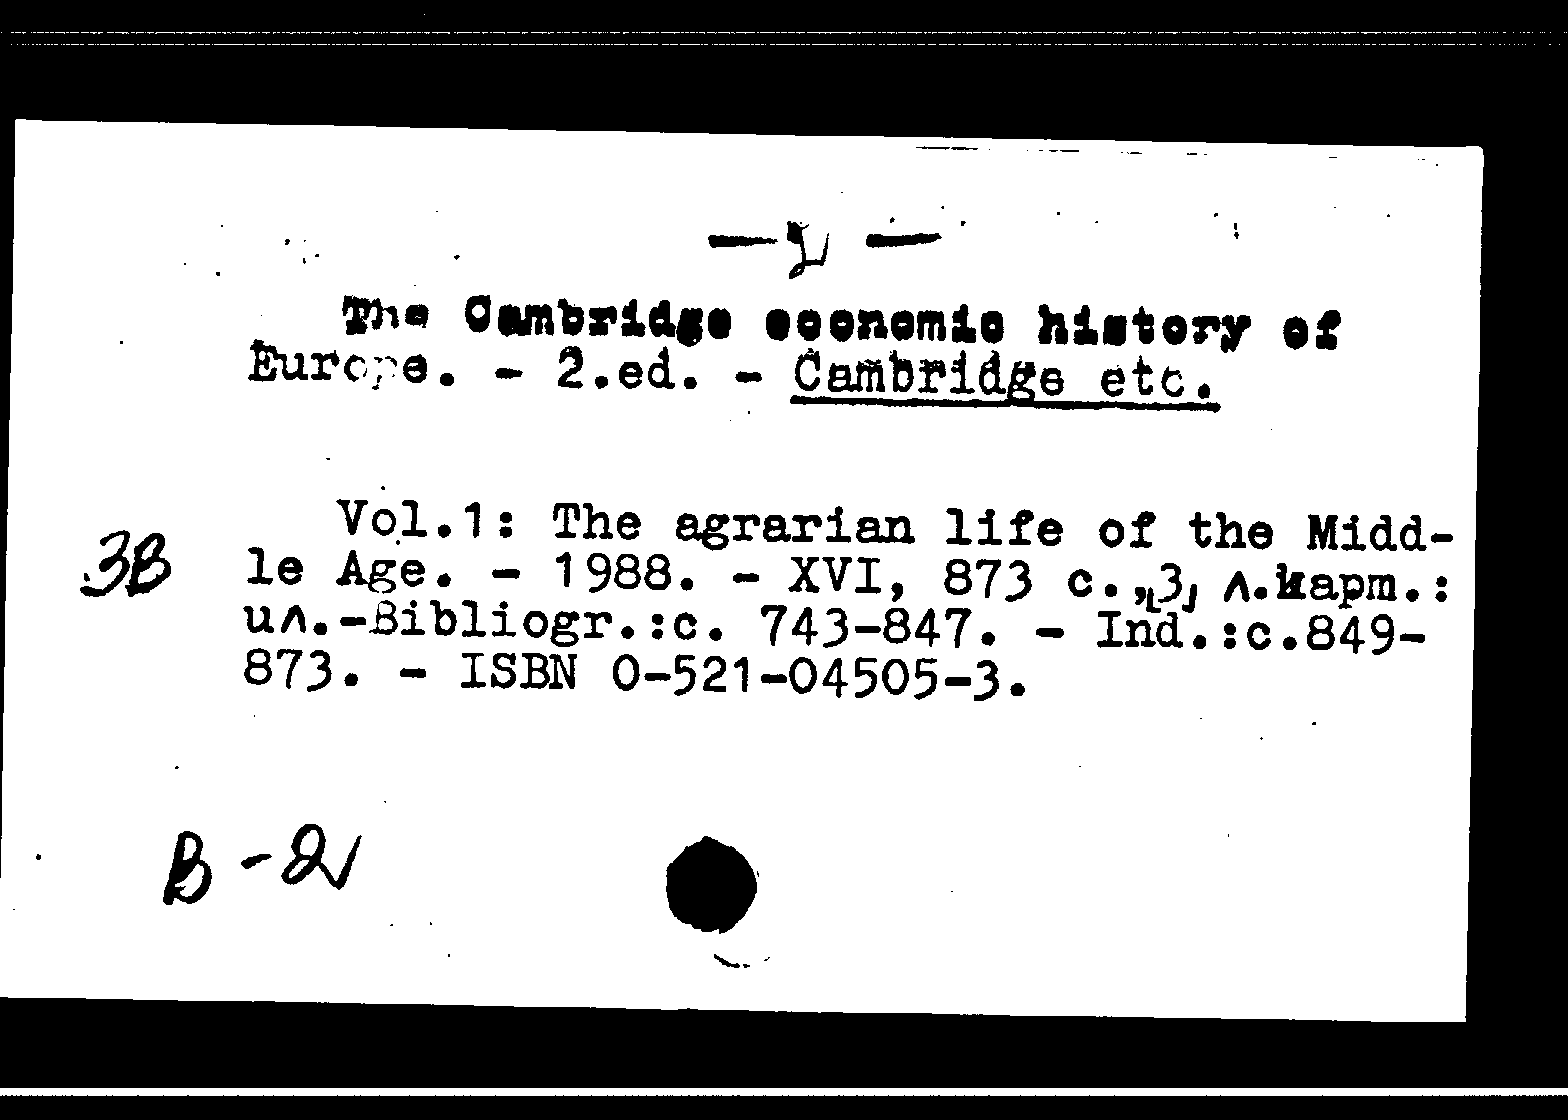 — 2 —
The Cambridge economic history of
Europe. - 2.ed. - Cambridge etc.
Vol.1: The agrarian life of the Midd-
3B le Age. - 1988. - XVI, 873 c.,[3] л.карт.:
ил.-Bibliogr.:c. 743-847. - Ind.:c.849-
873. - ISBN 0-521-04505-3.
B - 2